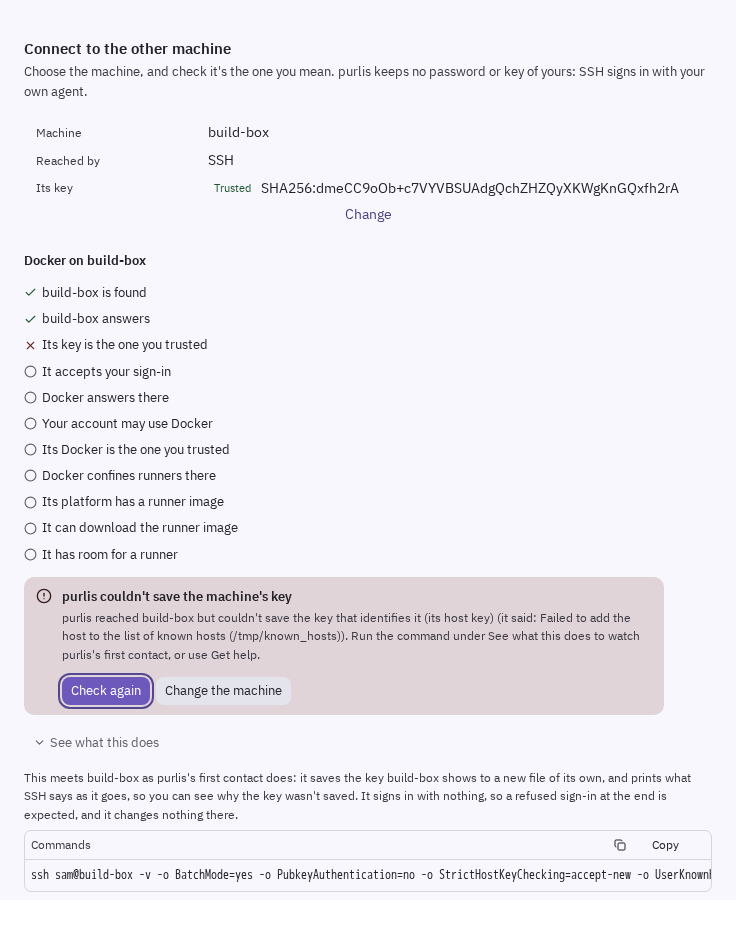 Connect to the other machine
Choose the machine, and check it's the one you mean. purlis keeps no password or key of yours: SSH signs in with your
own agent.
Machine build-box
Reached by SSH
Its key Trusted SHA256:dmeCC9oOb+c7VYVBSUAdgQchZHZQyXKWgKnGQxfh2rA
Change
Docker on build-box
build-box is found
build-box answers
Its key is the one you trusted
It accepts your sign-in
Docker answers there
Your account may use Docker
Its Docker is the one you trusted
Docker confines runners there
Its platform has a runner image
It can download the runner image
It has room for a runner
purlis couldn't save the machine's key
purlis reached build-box but couldn't save the key that identifies it (its host key) (it said: Failed to add the
host to the list of known hosts (/tmp/known_hosts)). Run the command under See what this does to watch
purlis's first contact, or use Get help.
Check again Change the machine
See what this does
This meets build-box as purlis's first contact does: it saves the key build-box shows to a new file of its own, and prints what
SSH says as it goes, so you can see why the key wasn't saved. It signs in with nothing, so a refused sign-in at the end is
expected, and it changes nothing there.
Commands Copy
ssh sam@build-box -v -o BatchMode=yes -o PubkeyAuthentication=no -o StrictHostKeyChecking=accept-new -o